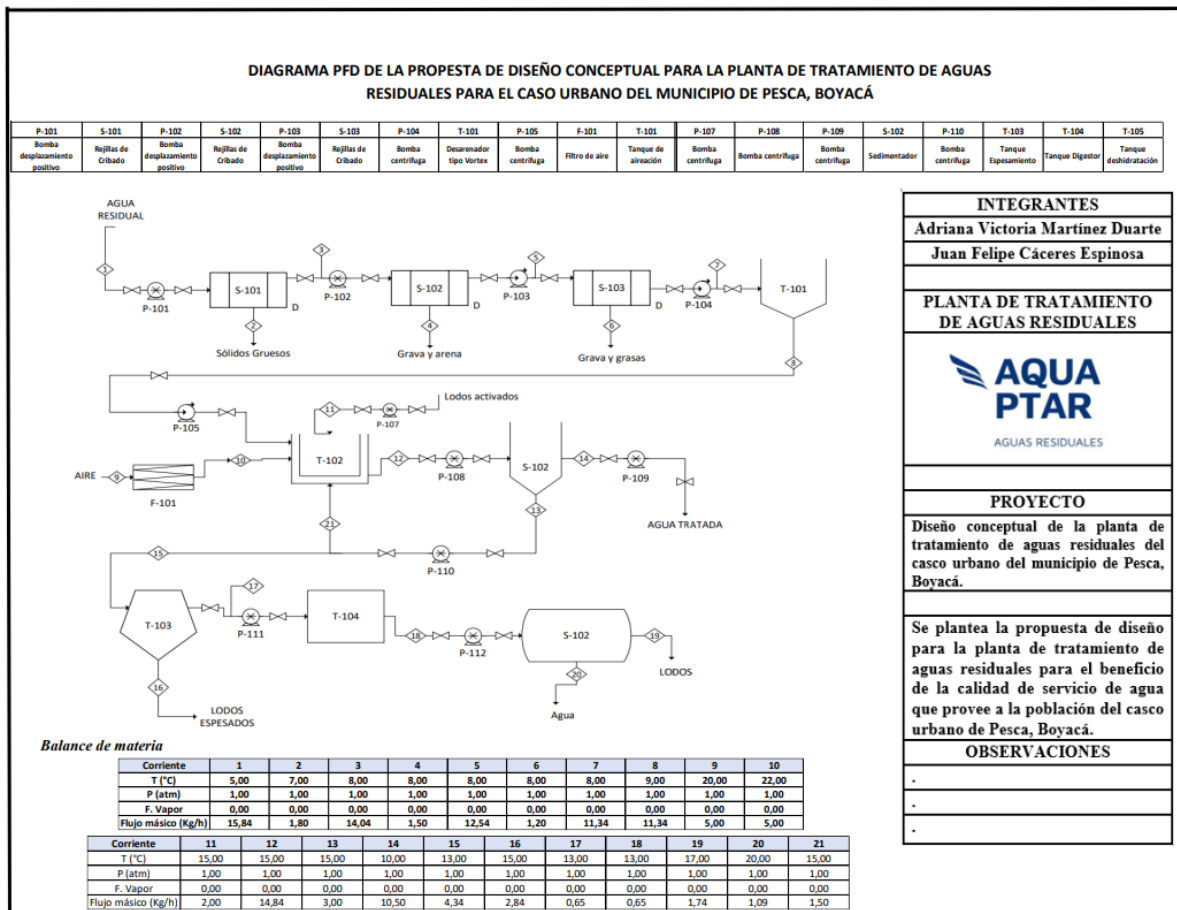 DIAGRAMA PFD DE LA PROPESTA DE DISEÑO CONCEPTUAL PARA LA PLANTA DE TRATAMIENTO DE AGUAS
RESIDUALES PARA EL CASO URBANO DEL MUNICIPIO DE PESCA, BOYACÁ
P-101 S-101 P-102 S-102 P-103 S-103 P-104 T-101 P-105 F-101 T-101 P-107 P-108 P-109 S-102 P-110 T-103 T-104 T-105
Bomba desplazamiento positivo Rejillas de Cribado Bomba desplazamiento positivo Rejillas de Cribado Bomba desplazamiento positivo Rejillas de Cribado Bomba centrifuga Desarenador tipo Vortex Bomba centrifuga Filtro de aire Tanque de aireación Bomba centrifuga Bomba centrifuga Bomba centrifuga Sedimentador Bomba centrifuga Tanque Espesamiento Tanque Digestor Tanque deshidratación
AGUA
RESIDUAL
1
P-101
S-101
D
2
Sólidos Gruesos
3
P-102
S-102
D
4
Grava y arena
5
P-103
S-103
D
6
Grava y grasas
7
P-104
T-101
8
P-105
11
P-107
Lodos activados
AIRE
9
F-101
10
T-102
12
P-108
S-102
14
P-109
AGUA TRATADA
13
21
P-110
15
T-103
16
LODOS
ESPESADOS
17
P-111
T-104
18
P-112
S-102
19
LODOS
20
Agua
INTEGRANTES
Adriana Victoria Martínez Duarte
Juan Felipe Cáceres Espinosa
PLANTA DE TRATAMIENTO
DE AGUAS RESIDUALES
AQUA
PTAR
AGUAS RESIDUALES
PROYECTO
Diseño conceptual de la planta de
tratamiento de aguas residuales del
casco urbano del municipio de Pesca,
Boyacá.
Se plantea la propuesta de diseño
para la planta de tratamiento de
aguas residuales para el beneficio
de la calidad de servicio de agua
que provee a la población del casco
urbano de Pesca, Boyacá.
OBSERVACIONES
.
.
.
Balance de materia
Corriente 1 2 3 4 5 6 7 8 9 10
T (°C) 5,00 7,00 8,00 8,00 8,00 8,00 8,00 9,00 20,00 22,00
P (atm) 1,00 1,00 1,00 1,00 1,00 1,00 1,00 1,00 1,00 1,00
F. Vapor 0,00 0,00 0,00 0,00 0,00 0,00 0,00 0,00 0,00 0,00
Flujo másico (Kg/h) 15,84 1,80 14,04 1,50 12,54 1,20 11,34 11,34 5,00 5,00
Corriente 11 12 13 14 15 16 17 18 19 20 21
T (°C) 15,00 15,00 15,00 10,00 13,00 15,00 13,00 13,00 17,00 20,00 15,00
P (atm) 1,00 1,00 1,00 1,00 1,00 1,00 1,00 1,00 1,00 1,00 1,00
F. Vapor 0,00 0,00 0,00 0,00 0,00 0,00 0,00 0,00 0,00 0,00 0,00
Flujo másico (Kg/h) 2,00 14,84 3,00 10,50 4,34 2,84 0,65 0,65 1,74 1,09 1,50